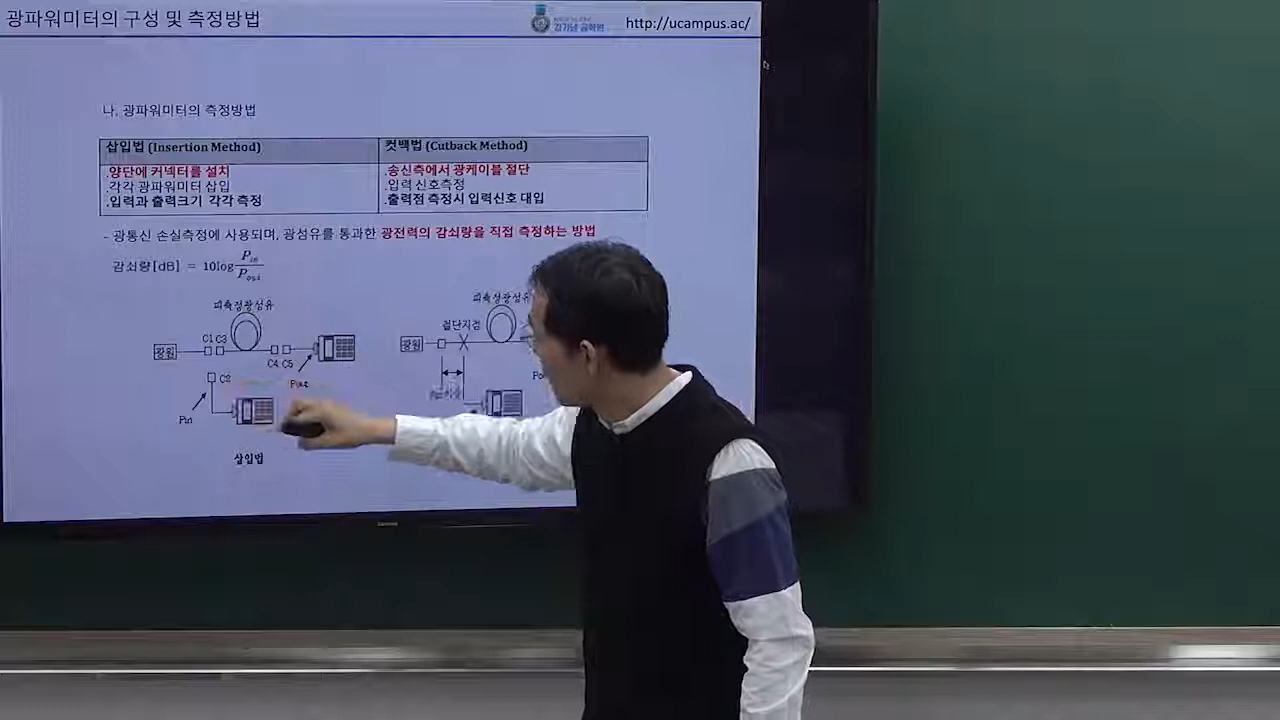 광파워미터의 구성 및 측정방법
김기남 공학원
http://ucampus.ac/
나. 광파워미터의 측정방법
삽입법 (Insertion Method)
컷백법 (Cutback Method)
.양단에 커넥터를 설치
.각각 광파워미터 삽입
.입력과 출력크기 각각 측정
.송신측에서 광케이블 절단
.입력 신호측정
.출력점 측정시 입력신호 대입
- 광통신 손실측정에 사용되며, 광섬유를 통과한 광전력의 감쇠량을 직접 측정하는 방법
감쇠량[dB] = 10log Pin/Pout
피측정광섬유
광원
C1 C3
C4 C5
Pout
C2
Pin
삽입법
피측정광섬유
절단지점
광원